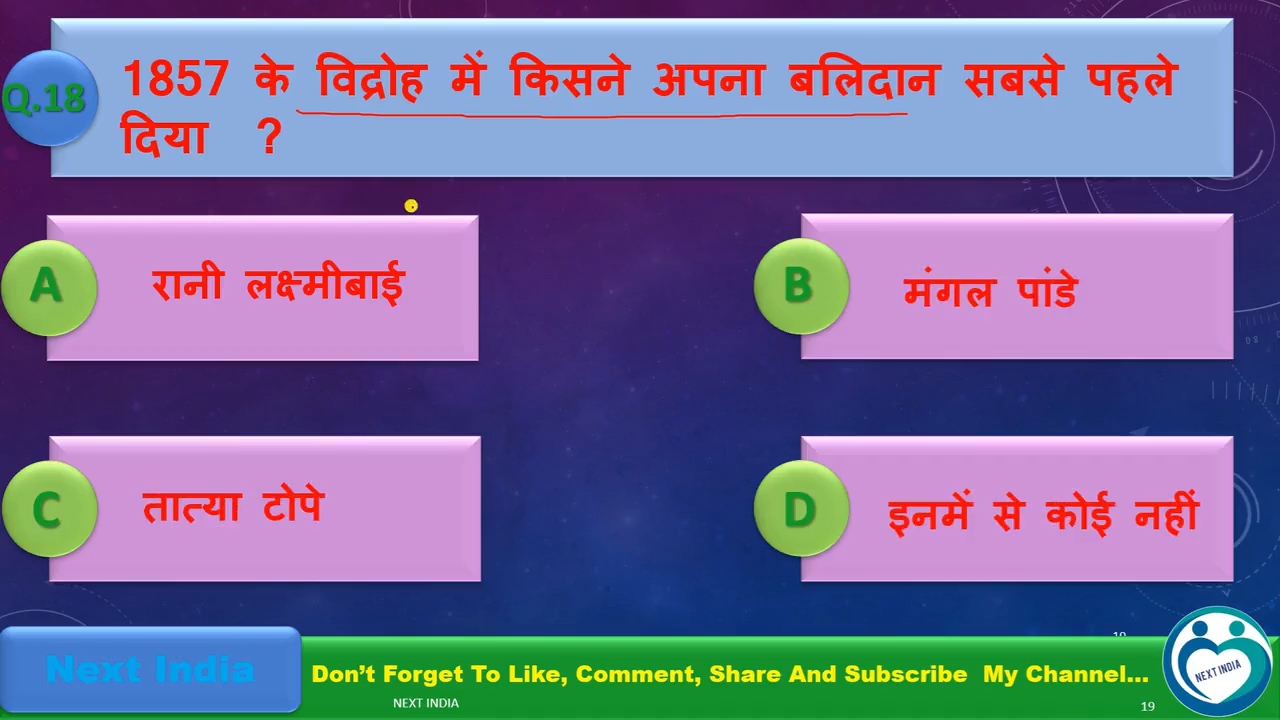 Q.18
1857 के विद्रोह में किसने अपना बलिदान सबसे पहले
दिया ?
A
रानी लक्ष्मीबाई
B
मंगल पांडे
C
तात्या टोपे
D
इनमें से कोई नहीं
Next India
Don't Forget To Like, Comment, Share And Subscribe My Channel...
NEXT INDIA
19
NEXT INDIA